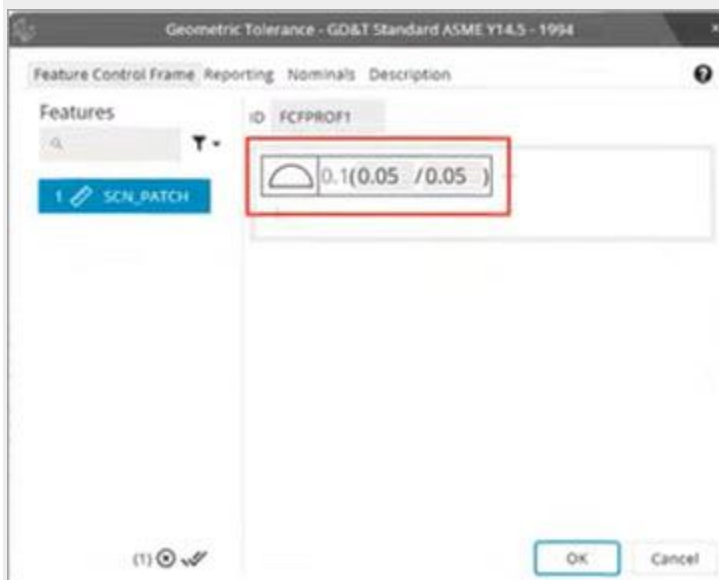 Geometric Tolerance - GD&T Standard ASME Y14.5 - 1994
Feature Control Frame Reporting Nominals Description
Features
ID FCFPROF1
1 SCN_PATCH
0.1(0.05 /0.05 )
(1)
OK Cancel